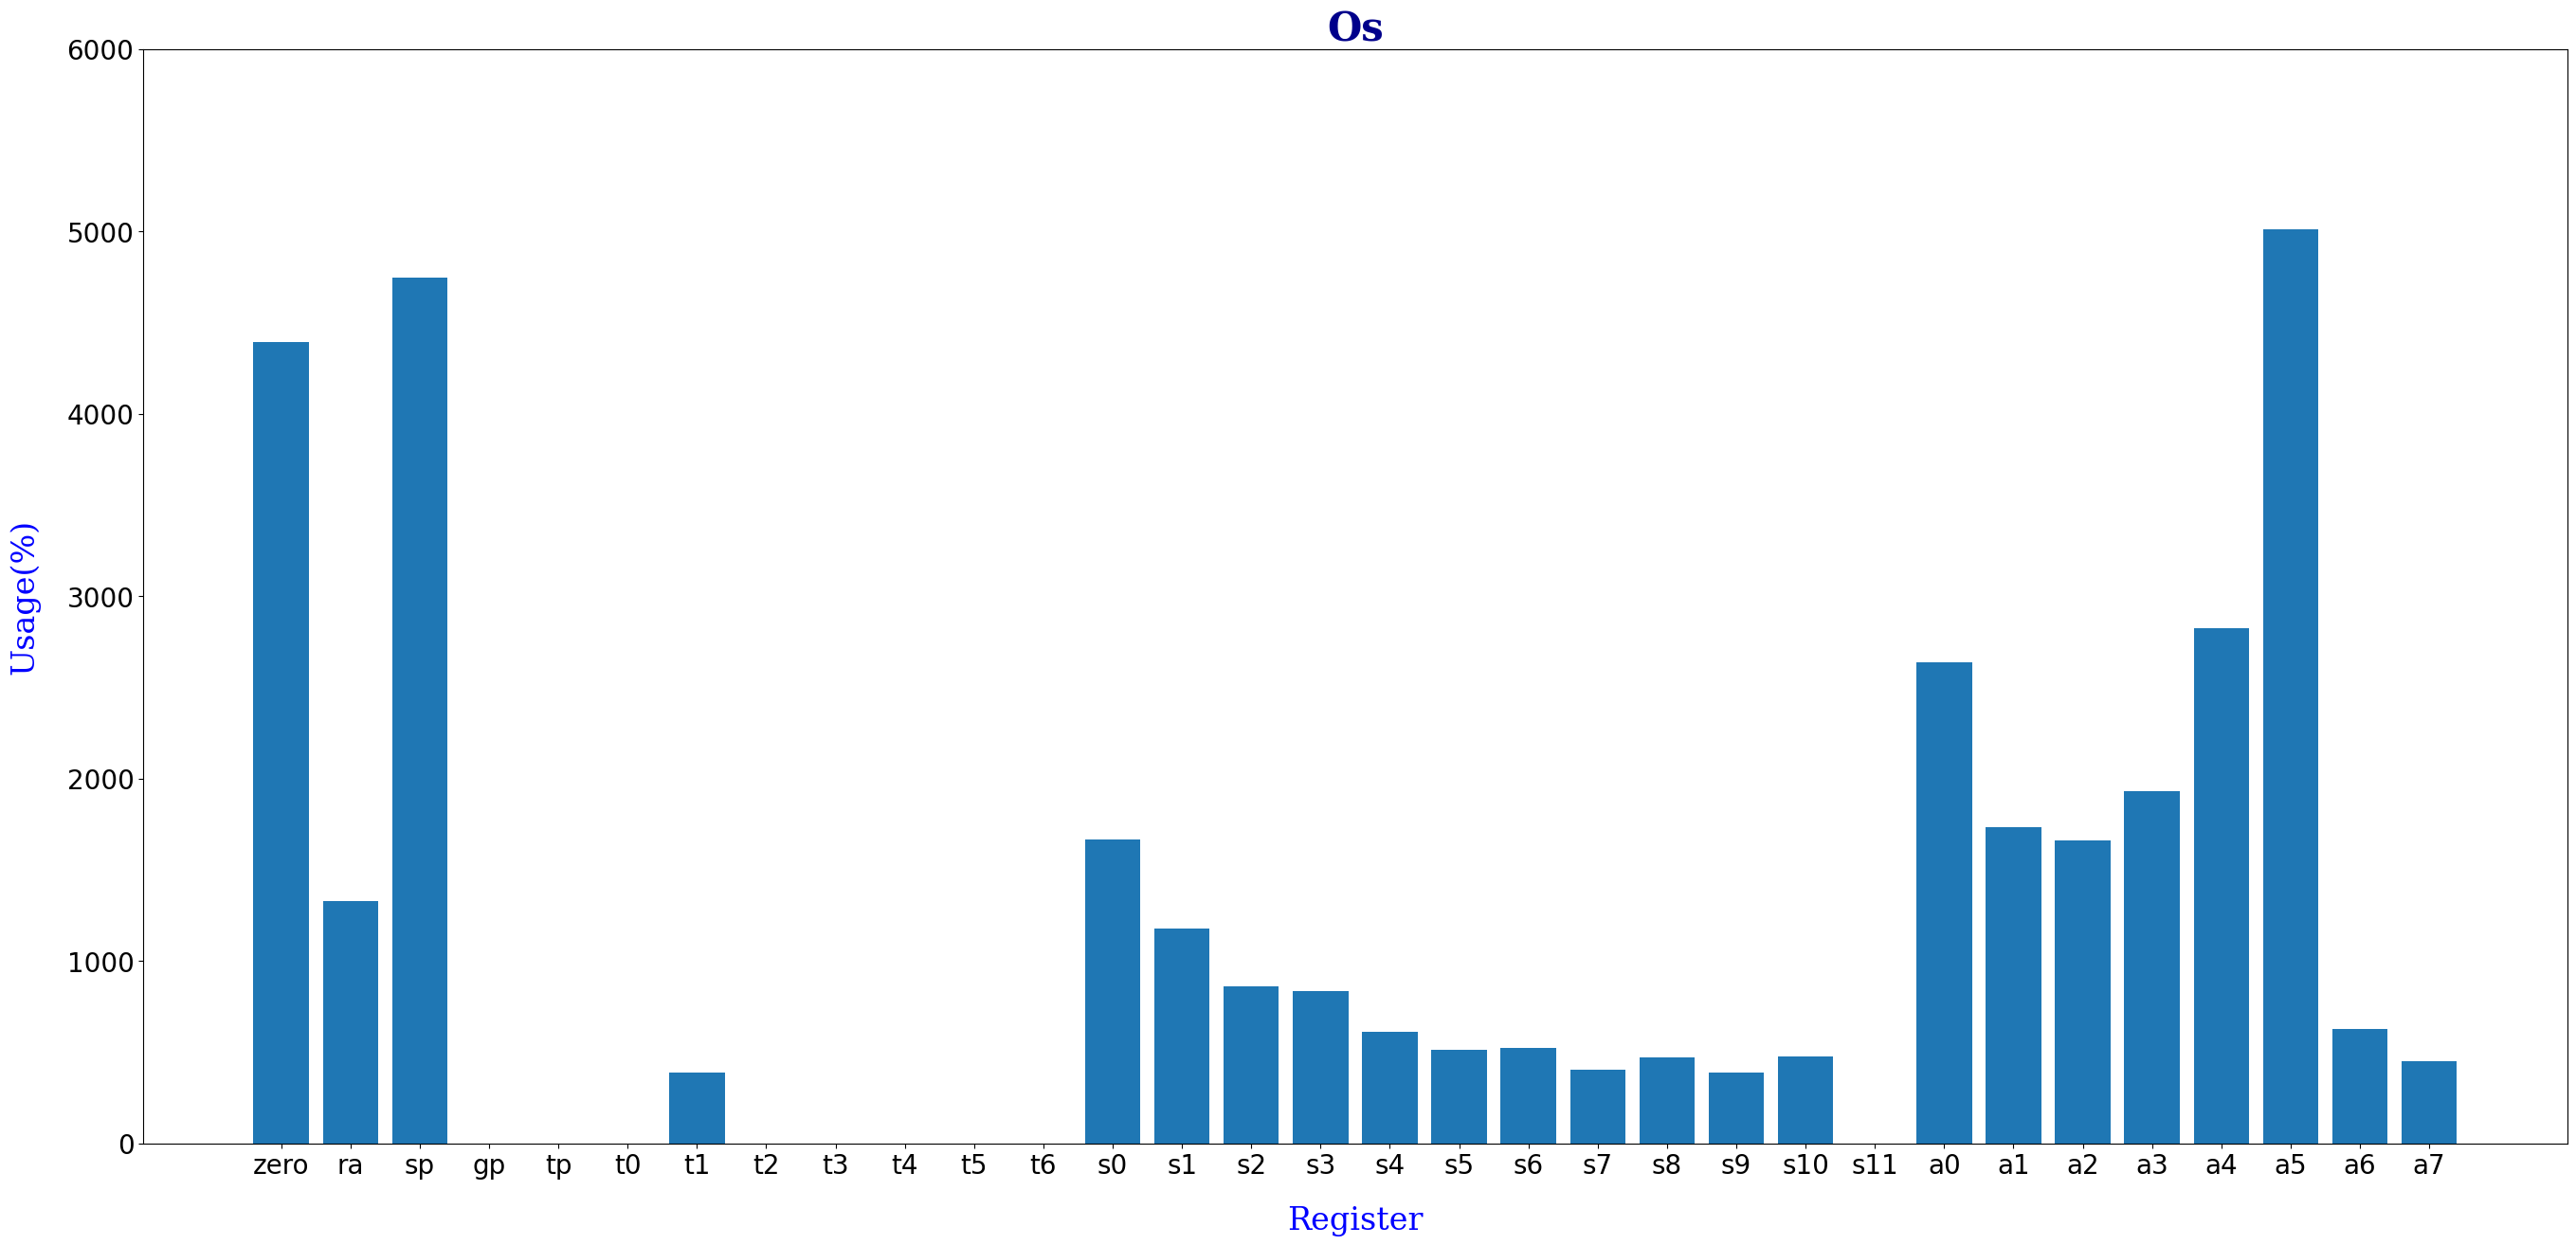 Os
6000
5000
4000
3000
2000
1000
0
Usage(%)
zero ra sp gp tp t0 t1 t2 t3 t4 t5 t6 s0 s1 s2 s3 s4 s5 s6 s7 s8 s9 s10 s11 a0 a1 a2 a3 a4 a5 a6 a7
Register